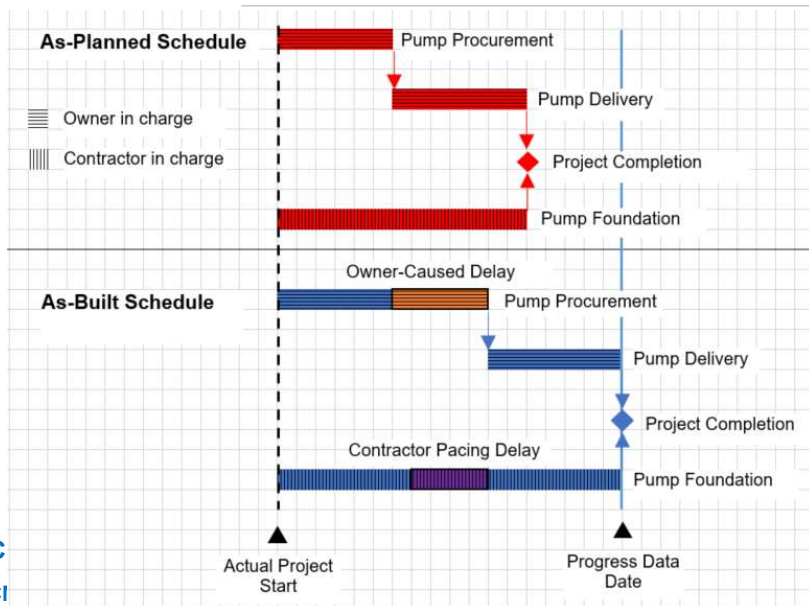 As-Planned Schedule
Pump Procurement
Pump Delivery
Owner in charge
Contractor in charge
Project Completion
Pump Foundation
Owner-Caused Delay
As-Built Schedule
Pump Procurement
Pump Delivery
Project Completion
Contractor Pacing Delay
Pump Foundation
Actual Project
Start
Progress Data
Date